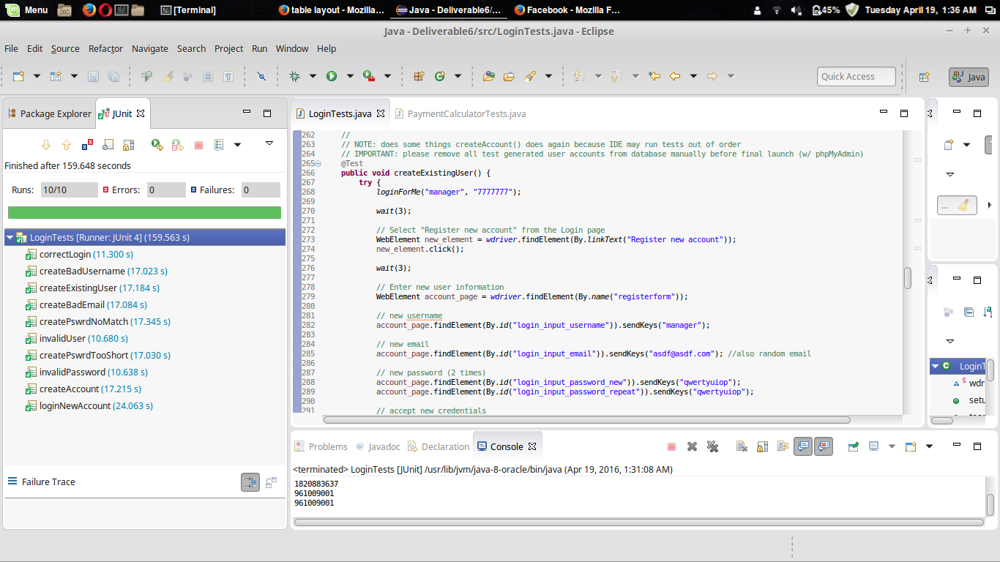 Menu
[Terminal]
table layout - Mozilla...
Java - Deliverable6/...
Facebook - Mozilla F...
45%
Tuesday April 19, 1:36 AM
Java - Deliverable6/src/LoginTests.java - Eclipse
File Edit Source Refactor Navigate Search Project Run Window Help
Quick Access
Java
Package Explorer
JUnit
Finished after 159.648 seconds
Runs: 10/10 Errors: 0 Failures: 0
LoginTests [Runner: JUnit 4] (159.563 s)
correctLogin (11.300 s)
createBadUsername (17.023 s)
createExistingUser (17.184 s)
createBadEmail (17.084 s)
createPswrdNoMatch (17.345 s)
invalidUser (10.680 s)
createPswrdTooShort (17.030 s)
invalidPassword (10.638 s)
createAccount (17.215 s)
loginNewAccount (24.063 s)
Failure Trace
LoginTests.java
PaymentCalculatorTests.java
262 //
263 // NOTE: does some things createAccount() does again because IDE may run tests out of order
264 // IMPORTANT: please remove all test generated user accounts from database manually before final launch (w/ phpMyAdmin)
265 @Test
266 public void createExistingUser() {
267 try {
268 loginForMe("manager", "7777777");
269
270 wait(3);
271
272 // Select "Register new account" from the Login page
273 WebElement new_element = wdriver.findElement(By.linkText("Register new account"));
274 new_element.click();
275
276 wait(3);
277
278 // Enter new user information
279 WebElement account_page = wdriver.findElement(By.name("registerform"));
280
281 // new username
282 account_page.findElement(By.id("login_input_username")).sendKeys("manager");
283
284 // new email
285 account_page.findElement(By.id("login_input_email")).sendKeys("asdf@asdf.com"); //also random email
286
287 // new password (2 times)
288 account_page.findElement(By.id("login_input_password_new")).sendKeys("qwertyuiop");
289 account_page.findElement(By.id("login_input_password_repeat")).sendKeys("qwertyuiop");
290
291 // accept new credentials
...
LoginT
wdr
setu
Problems
@ Javadoc
Declaration
Console
<terminated> LoginTests [JUnit] /usr/lib/jvm/java-8-oracle/bin/java (Apr 19, 2016, 1:31:08 AM)
1820883637
961009001
961009001